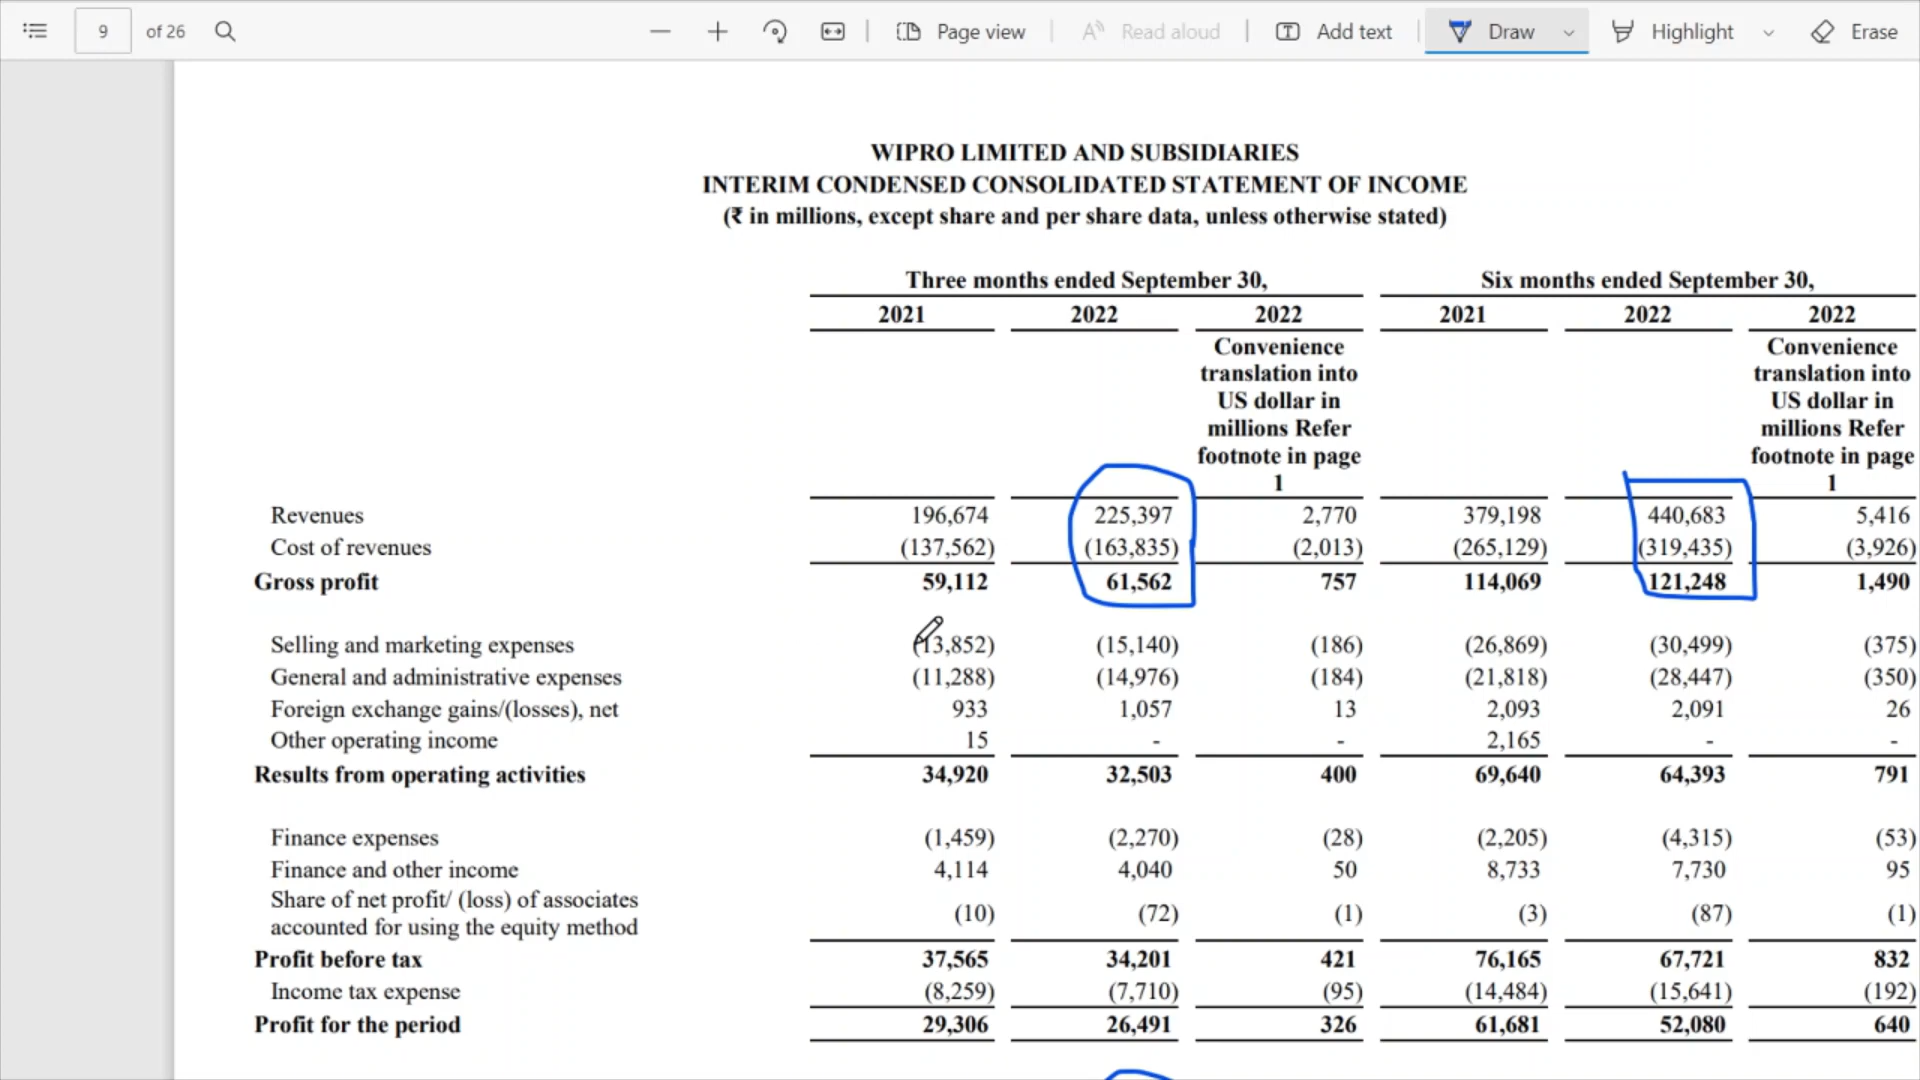 9 of 26 Page view Read aloud Add text Draw Highlight Erase
WIPRO LIMITED AND SUBSIDIARIES
INTERIM CONDENSED CONSOLIDATED STATEMENT OF INCOME
(₹ in millions, except share and per share data, unless otherwise stated)
Three months ended September 30, Six months ended September 30,
2021 2022 2022 2021 2022 2022
Convenience Convenience
translation into translation into
US dollar in US dollar in
millions Refer millions Refer
footnote in page footnote in page
1 1
Revenues 196,674 225,397 2,770 379,198 440,683 5,416
Cost of revenues (137,562) (163,835) (2,013) (265,129) (319,435) (3,926)
Gross profit 59,112 61,562 757 114,069 121,248 1,490
Selling and marketing expenses (13,852) (15,140) (186) (26,869) (30,499) (375)
General and administrative expenses (11,288) (14,976) (184) (21,818) (28,447) (350)
Foreign exchange gains/(losses), net 933 1,057 13 2,093 2,091 26
Other operating income 15 - - 2,165 - -
Results from operating activities 34,920 32,503 400 69,640 64,393 791
Finance expenses (1,459) (2,270) (28) (2,205) (4,315) (53)
Finance and other income 4,114 4,040 50 8,733 7,730 95
Share of net profit/ (loss) of associates
accounted for using the equity method (10) (72) (1) (3) (87) (1)
Profit before tax 37,565 34,201 421 76,165 67,721 832
Income tax expense (8,259) (7,710) (95) (14,484) (15,641) (192)
Profit for the period 29,306 26,491 326 61,681 52,080 640